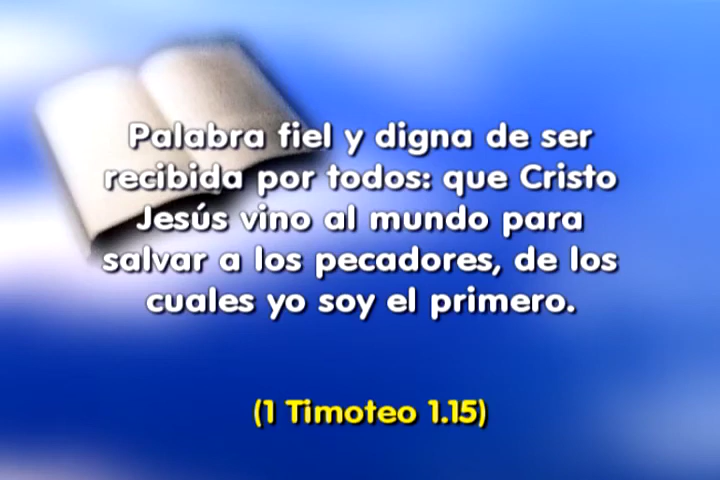 Palabra fiel y digna de ser
recibida por todos: que Cristo
Jesús vino al mundo para
salvar a los pecadores, de los
cuales yo soy el primero.
(1 Timoteo 1.15)